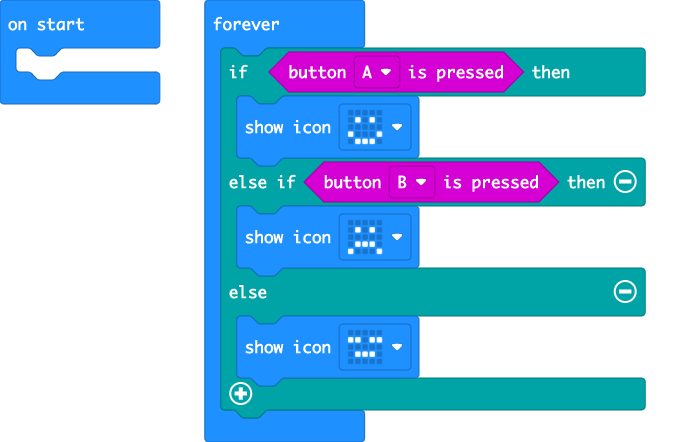 on start
forever
if button A is pressed then
show icon
else if button B is pressed then
show icon
else
show icon